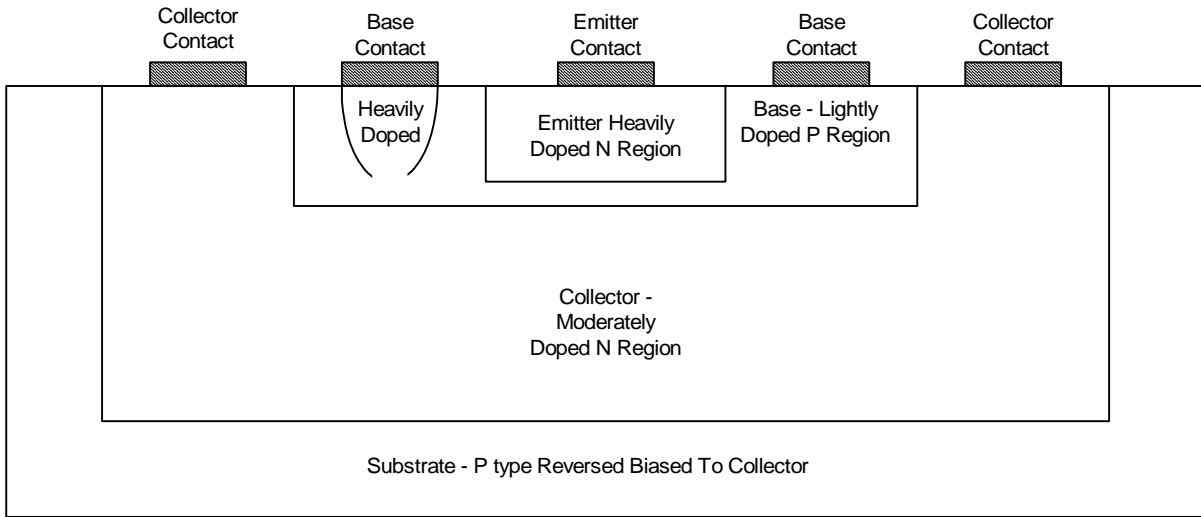 Collector
Contact
Base
Contact
Emitter
Contact
Base
Contact
Collector
Contact
Heavily
Doped
Emitter Heavily
Doped N Region
Base - Lightly
Doped P Region
Collector -
Moderately
Doped N Region
Substrate - P type Reversed Biased To Collector